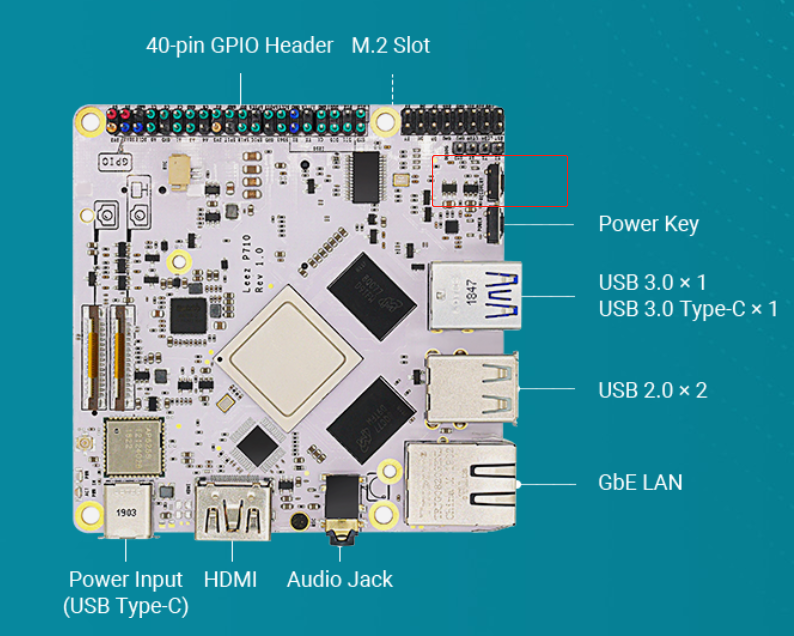 40-pin GPIO Header
M.2 Slot
GPIO
Leez P710
Rev 1.0
POWER
Power Key
1847
USB 3.0 × 1
USB 3.0 Type-C × 1
USB 2.0 × 2
GbE LAN
1903
Power Input
(USB Type-C)
HDMI
Audio Jack